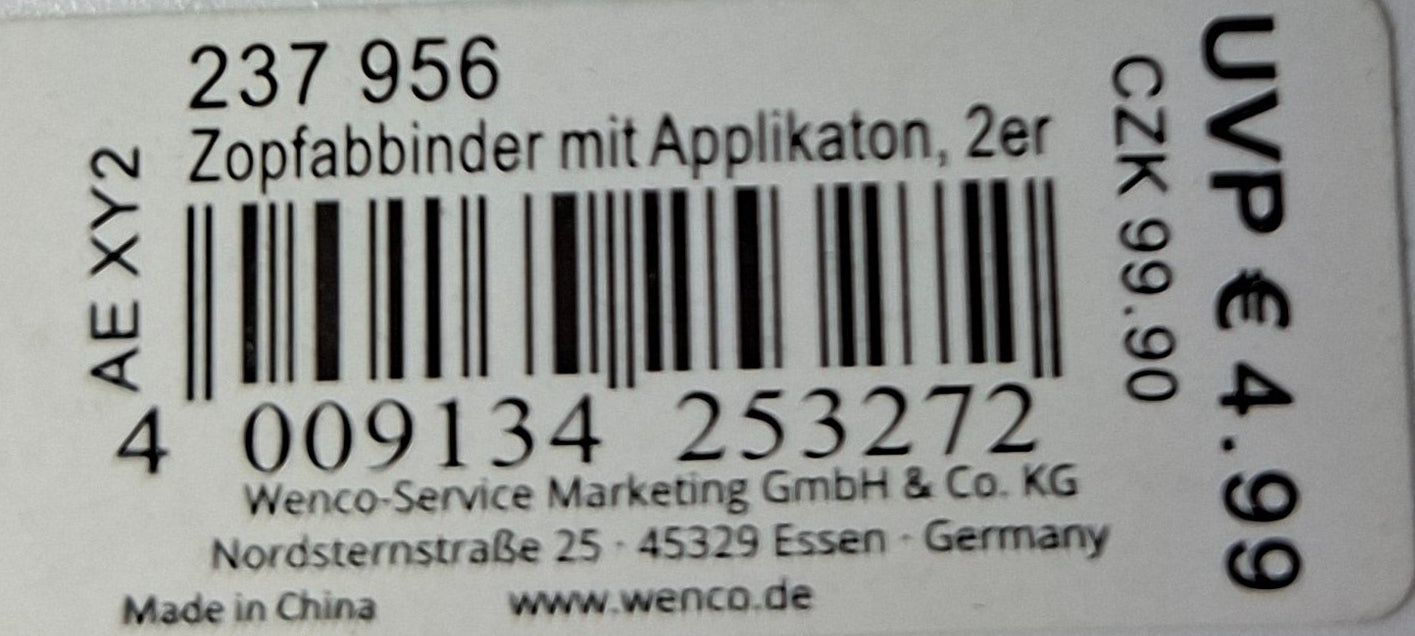 237 956
Zopfabbinder mit Applikaton, 2er
AE XY2
4 009134 253272
Wenco-Service Marketing GmbH & Co. KG
Nordsternstraße 25 · 45329 Essen · Germany
Made in China www.wenco.de
CZK 99.90
UVP € 4.99